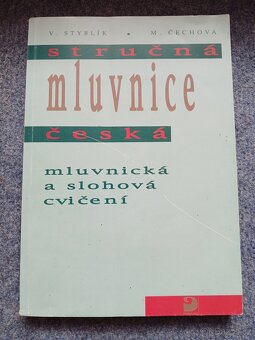 V. STYBLÍK • M. ČECHOVÁ
stručná
mluvnice
česká
mluvnická
a slohová
cvičení